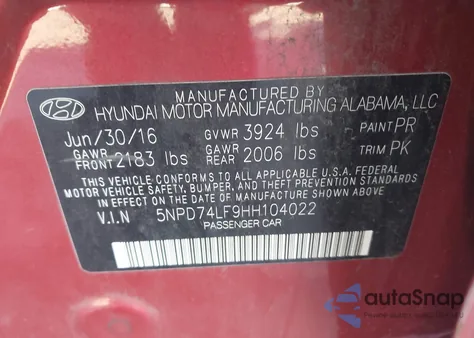 MANUFACTURED BY
HYUNDAI MOTOR MANUFACTURING ALABAMA, LLC
Jun/30/16 GVWR 3924 lbs PAINT PR
GAWR FRONT 2183 lbs GAWR REAR 2006 lbs TRIM PK
THIS VEHICLE CONFORMS TO ALL APPLICABLE U.S.A. FEDERAL
MOTOR VEHICLE SAFETY, BUMPER, AND THEFT PREVENTION STANDARDS
IN EFFECT ON THE DATE OF MANUFACTURE SHOWN ABOVE.
V.I.N 5NPD74LF9HH104022
PASSENGER CAR
autoSnap